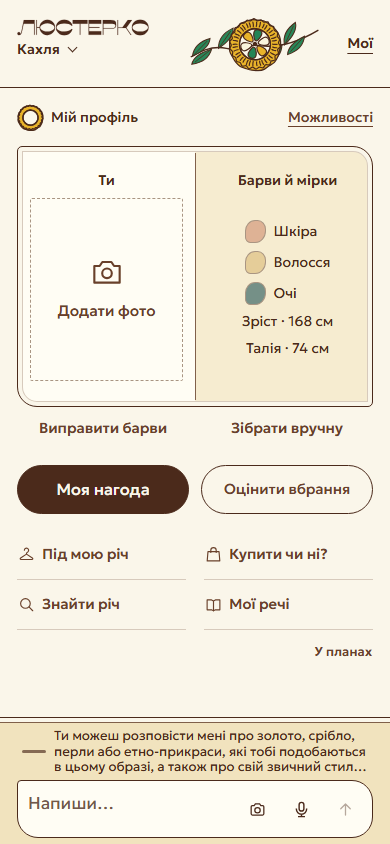 ЛЮСТЕРКО
Кахля
Мої
Мій профіль
Можливості
Ти
Барви й мірки
Додати фото
Шкіра
Волосся
Очі
Зріст · 168 см
Талія · 74 см
Виправити барви
Зібрати вручну
Моя нагода
Оцінити вбрання
Під мою річ
Купити чи ні?
Знайти річ
Мої речі
У планах
Ти можеш розповісти мені про золото, срібло,
перли або етно-прикраси, які тобі подобаються
в цьому образі, а також про свій звичний стил...
Напиши...